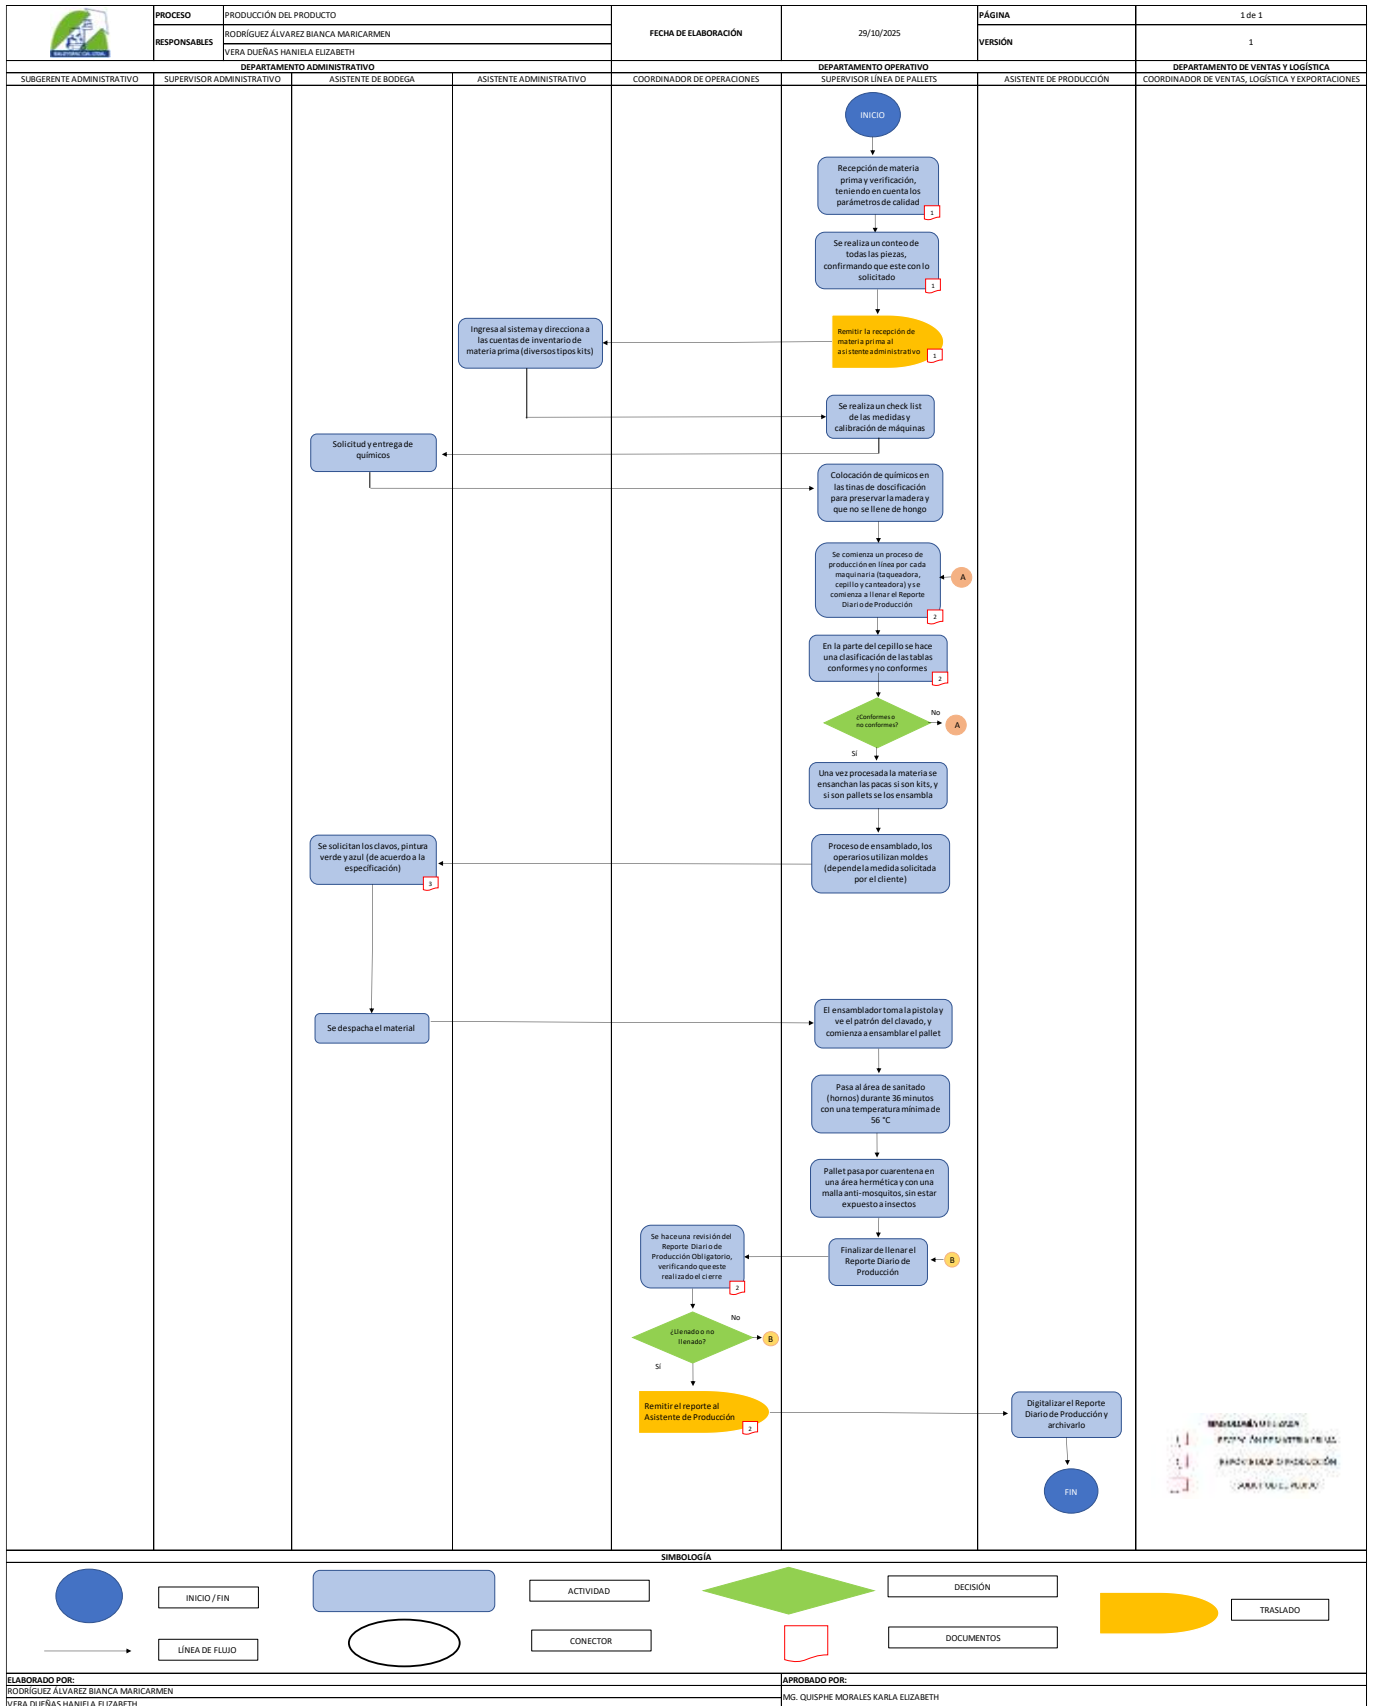 PROCESO
PRODUCCIÓN DEL PRODUCTO
RESPONSABLES
RODRÍGUEZ ÁLVAREZ BIANCA MARICARMEN
VERA DUEÑAS HANIELA ELIZABETH
FECHA DE ELABORACIÓN
29/10/2025
PÁGINA
1 de 1
VERSIÓN
1
DEPARTAMENTO ADMINISTRATIVO
DEPARTAMENTO OPERATIVO
DEPARTAMENTO DE VENTAS Y LOGÍSTICA
SUBGERENTE ADMINISTRATIVO
SUPERVISOR ADMINISTRATIVO
ASISTENTE DE BODEGA
ASISTENTE ADMINISTRATIVO
COORDINADOR DE OPERACIONES
SUPERVISOR LÍNEA DE PALLETS
ASISTENTE DE PRODUCCIÓN
COORDINADOR DE VENTAS, LOGÍSTICA Y EXPORTACIONES
INICIO
Recepción de materia
prima y verificación,
teniendo en cuenta los
parámetros de calidad
1
Se realiza un conteo de
todas las piezas,
confirmando que este con lo
solicitado
1
Remitir la recepción de
materia prima al
asistente administrativo
1
Ingresa al sistema y direcciona a
las cuentas de inventario de
materia prima (diversos tipos kits)
Se realiza un check list
de las medidas y
calibración de máquinas
Solicitud y entrega de
químicos
Colocación de químicos en
las tinas de doscificación
para preservar la madera y
que no se llene de hongo
Se comienza un proceso de
producción en línea por cada
maquinaria (taqueadora,
cepillo y canteadora) y se
comienza a llenar el Reporte
Diario de Producción
2
A
En la parte del cepillo se hace
una clasificación de las tablas
conformes y no conformes
2
¿Conformes o
no conformes?
No
A
Sí
Una vez procesada la materia se
ensanchan las pacas si son kits, y
si son pallets se los ensambla
Proceso de ensamblado, los
operarios utilizan moldes
(depende la medida solicitada
por el cliente)
Se solicitan los clavos, pintura
verde y azul (de acuerdo a la
específicación)
3
Se despacha el material
El ensamblador toma la pistola y
ve el patrón del clavado, y
comienza a ensamblar el pallet
Pasa al área de sanitado
(hornos) durante 36 minutos
con una temperatura mínima de
56 °C
Pallet pasa por cuarentena en
una área hermética y con una
malla anti-mosquitos, sin estar
expuesto a insectos
Finalizar de llenar el
Reporte Diario de
Producción
B
Se hace una revisión del
Reporte Diario de
Producción Obligatorio,
verificando que este
realizado el cierre
2
¿Llenado o no
llenado?
No
B
Sí
Remitir el reporte al
Asistente de Producción
2
Digitalizar el Reporte
Diario de Producción y
archivarlo
FIN
SIMBOLOGÍA
INICIO / FIN
ACTIVIDAD
DECISIÓN
TRASLADO
LÍNEA DE FLUJO
CONECTOR
DOCUMENTOS
ELABORADO POR:
RODRÍGUEZ ÁLVAREZ BIANCA MARICARMEN
VERA DUEÑAS HANIELA ELIZABETH
APROBADO POR:
MG. QUISPHE MORALES KARLA ELIZABETH